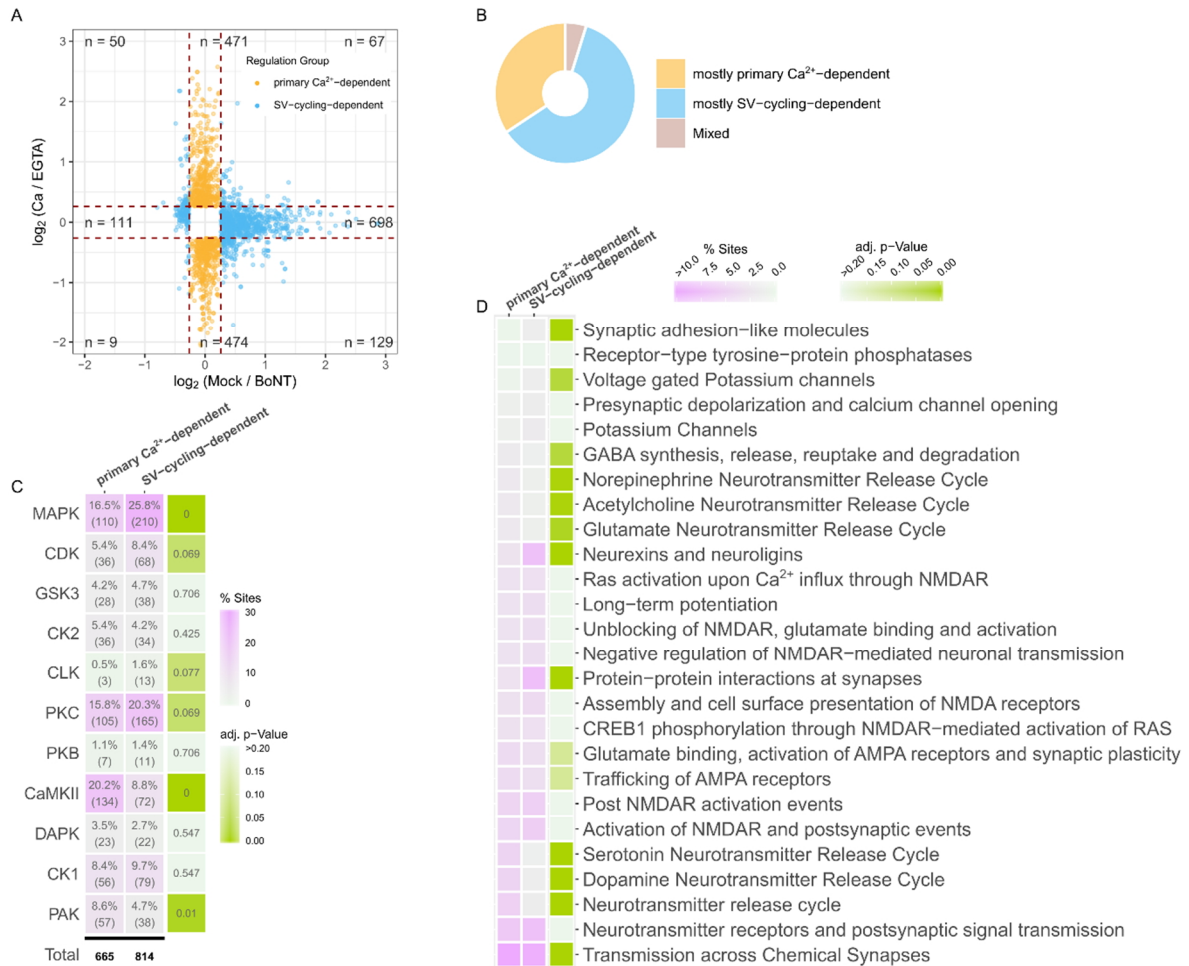 A
n = 50
n = 471
n = 67
Regulation Group
primary Ca²⁺−dependent
SV−cycling−dependent
n = 111
n = 698
n = 9
n = 474
n = 129
3
2
1
0
−1
−2
log₂ (Ca / EGTA)
−2
−1
0
1
2
3
log₂ (Mock / BoNT)
B
mostly primary Ca²⁺−dependent
mostly SV−cycling−dependent
Mixed
C
primary Ca²⁺−dependent
SV−cycling−dependent
MAPK 16.5% (110) 25.8% (210) 0
CDK 5.4% (36) 8.4% (68) 0.069
GSK3 4.2% (28) 4.7% (38) 0.706
CK2 5.4% (36) 4.2% (34) 0.425
CLK 0.5% (3) 1.6% (13) 0.077
PKC 15.8% (105) 20.3% (165) 0.069
PKB 1.1% (7) 1.4% (11) 0.706
CaMKII 20.2% (134) 8.8% (72) 0
DAPK 3.5% (23) 2.7% (22) 0.547
CK1 8.4% (56) 9.7% (79) 0.547
PAK 8.6% (57) 4.7% (38) 0.01
Total 665 814
% Sites
30
20
10
0
adj. p−Value
>0.20
0.15
0.10
0.05
0.00
D
primary Ca²⁺−dependent
SV−cycling−dependent
% Sites
>10.0 7.5 5.0 2.5 0.0
adj. p−Value
>0.20 0.15 0.10 0.05 0.00
Synaptic adhesion−like molecules
Receptor−type tyrosine−protein phosphatases
Voltage gated Potassium channels
Presynaptic depolarization and calcium channel opening
Potassium Channels
GABA synthesis, release, reuptake and degradation
Norepinephrine Neurotransmitter Release Cycle
Acetylcholine Neurotransmitter Release Cycle
Glutamate Neurotransmitter Release Cycle
Neurexins and neuroligins
Ras activation upon Ca²⁺ influx through NMDAR
Long−term potentiation
Unblocking of NMDAR, glutamate binding and activation
Negative regulation of NMDAR−mediated neuronal transmission
Protein−protein interactions at synapses
Assembly and cell surface presentation of NMDA receptors
CREB1 phosphorylation through NMDAR−mediated activation of RAS
Glutamate binding, activation of AMPA receptors and synaptic plasticity
Trafficking of AMPA receptors
Post NMDAR activation events
Activation of NMDAR and postsynaptic events
Serotonin Neurotransmitter Release Cycle
Dopamine Neurotransmitter Release Cycle
Neurotransmitter release cycle
Neurotransmitter receptors and postsynaptic signal transmission
Transmission across Chemical Synapses